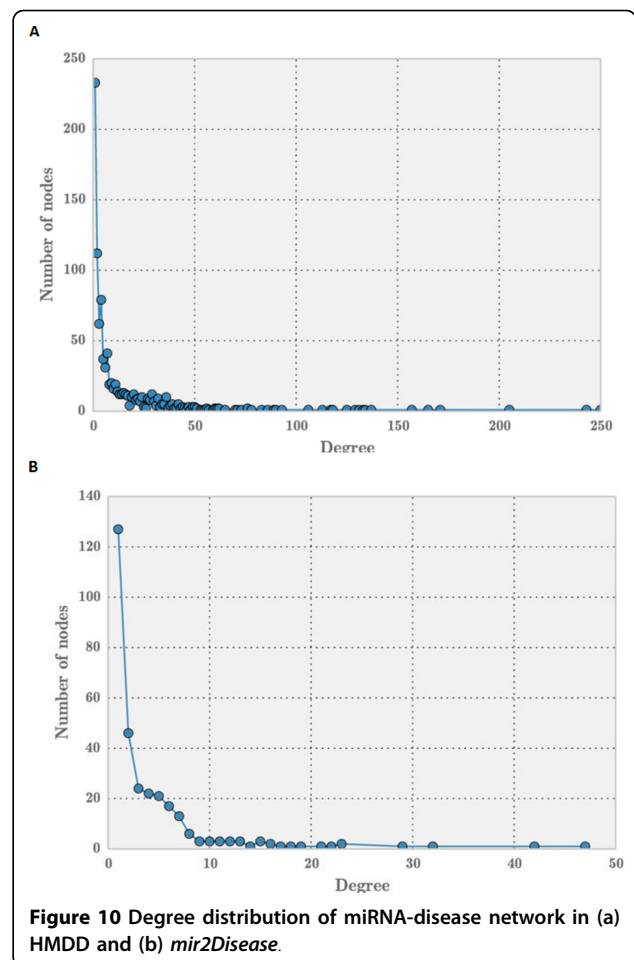 A
250
200
150
100
50
0
Number of nodes
0 50 100 150 200 250
Degree
B
140
120
100
80
60
40
20
0
Number of nodes
0 10 20 30 40 50
Degree
Figure 10 Degree distribution of miRNA-disease network in (a)
HMDD and (b) mir2Disease.